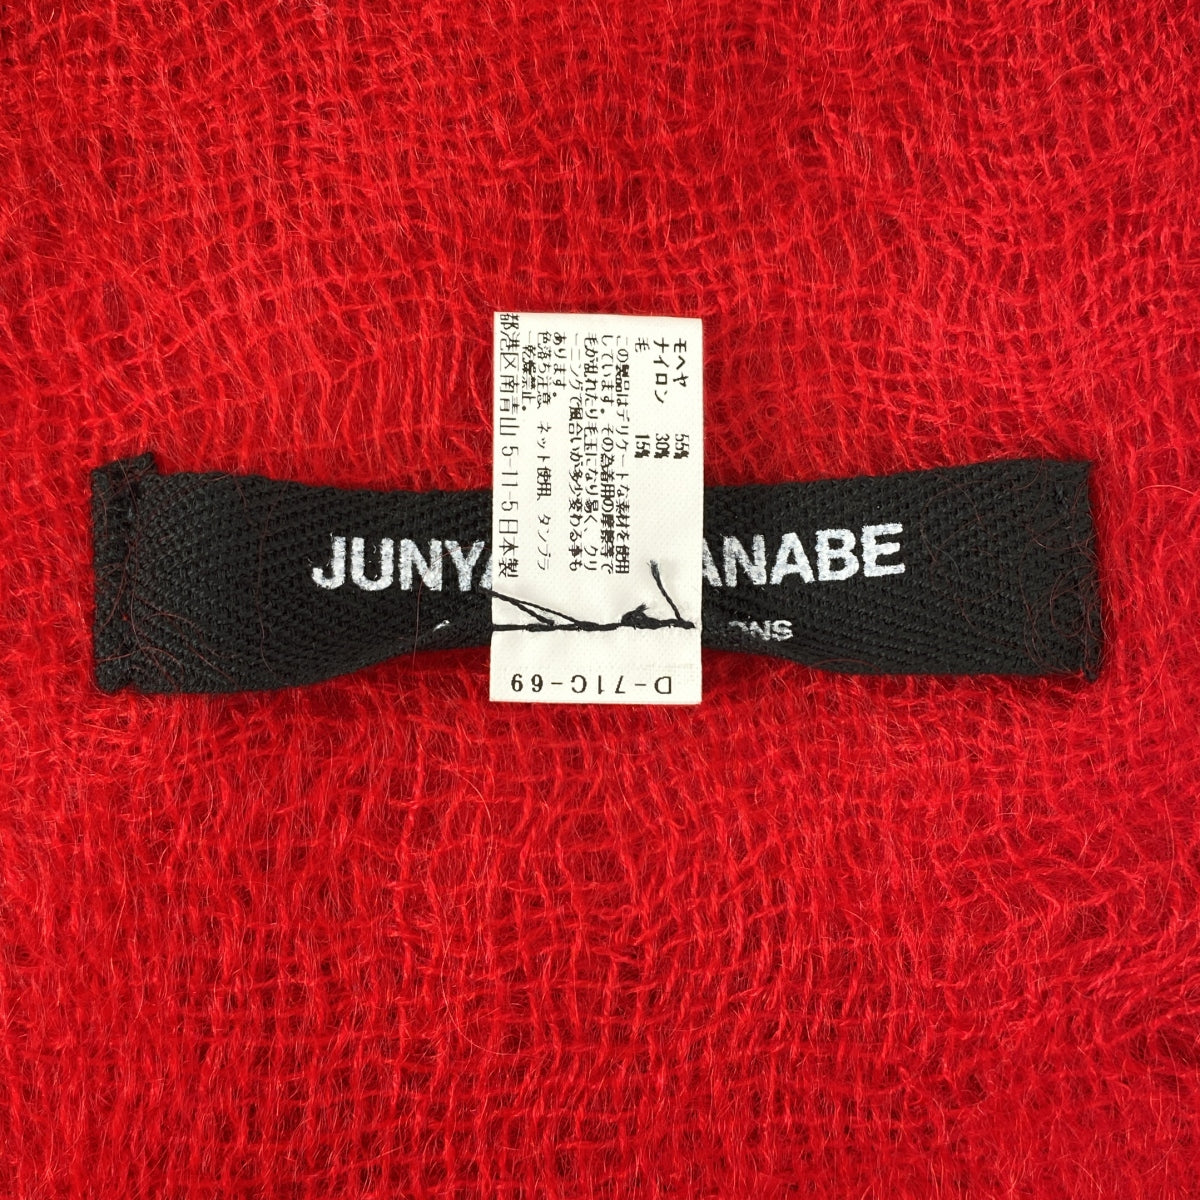 JUNYA
ANABE
ONS
モヘヤ 55%
ナイロン 30%
毛 15%
この製品はデリケートな素材を使用
しています。その為着用の摩擦等で
毛が乱れたり毛玉になり易く、クリ
ーニングで風合いが多少変わる事も
あります。
色落ち注意、ネット使用、タンブラ
ー乾燥禁止。
都港区南青山 5-11-5 日本製
D-71C-69